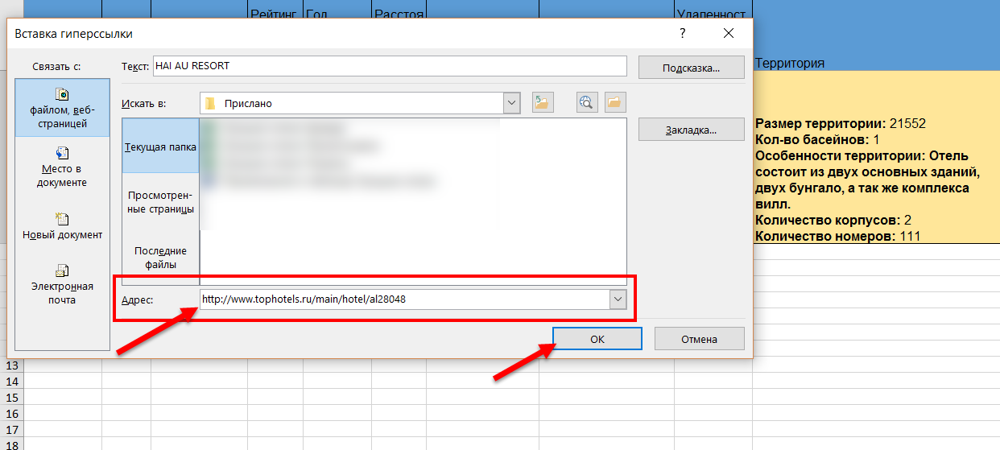 Рейтинг
Год
Расстоя
Удаленност
Вставка гиперссылки
?
Связать с:
Текст:
HAI AU RESORT
Подсказка...
Территория
файлом, веб-
страницей
Искать в:
Прислано
Закладка...
Размер территории: 21552
Кол-во басейнов: 1
Особенности территории: Отель
состоит из двух основных зданий,
двух бунгало, а так же комплекса
вилл.
Количество корпусов: 2
Количество номеров: 111
Текущая папка
Место в
документе
Просмотрен-
ные страницы
Новый документ
Последние
файлы
Электронная
почта
Адрес:
http://www.tophotels.ru/main/hotel/al28048
ОК
Отмена
13
14
15
16
17
18